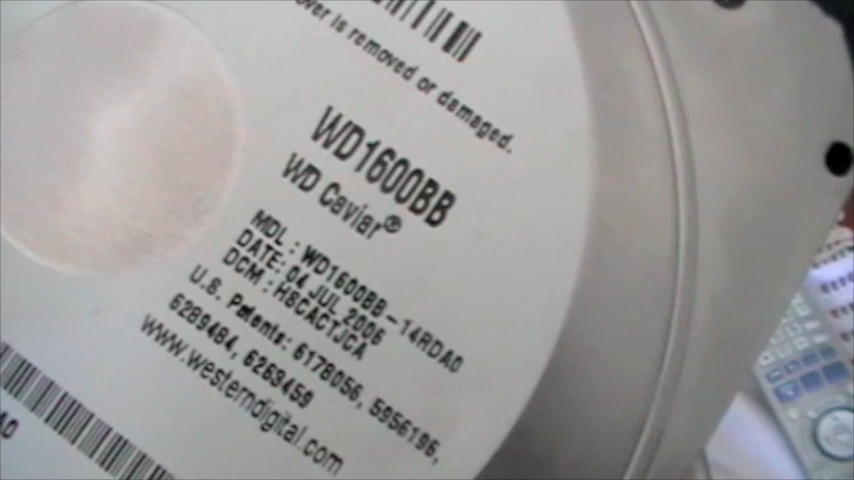 over is removed or damaged.
WD1600BB
WD Caviar®
MDL: WD1600BB-14RDA0
DATE: 04 JUL 2006
DCM: HSCACTJCA
U.S. Patents: 6178056, 5956196,
6289484, 6263459
www.westerndigital.com
A0